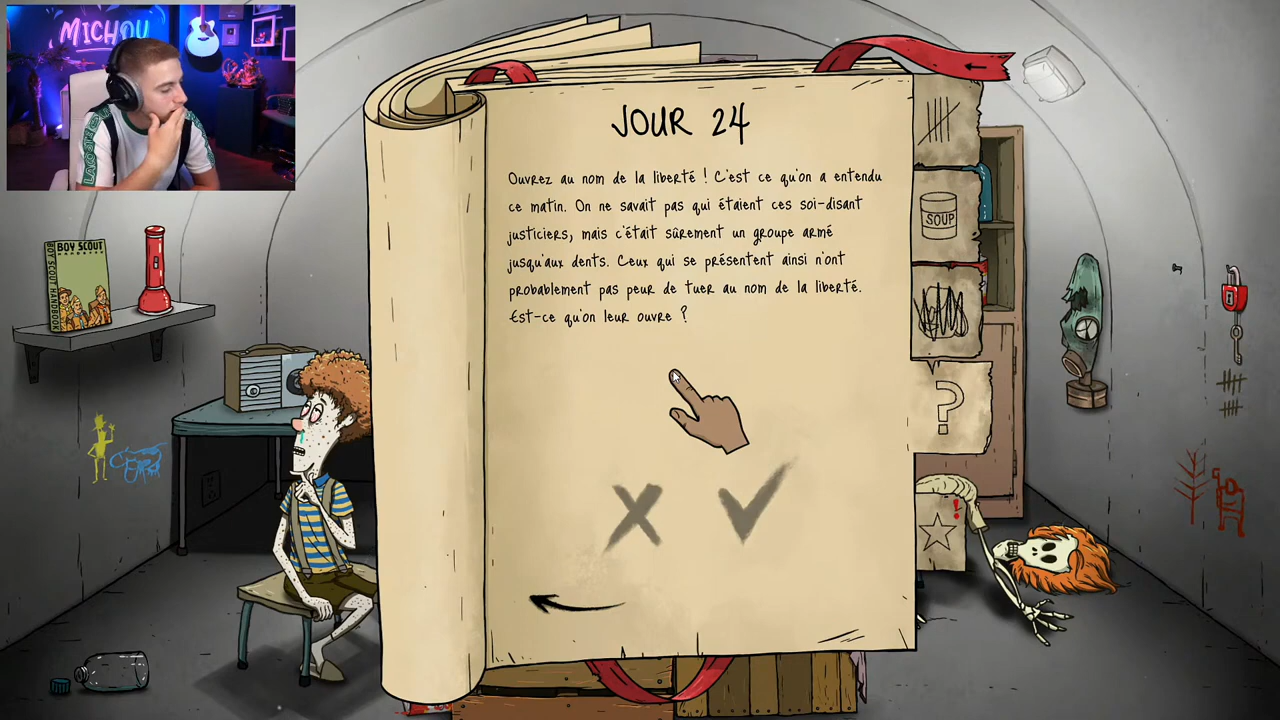 MICHOU
LACOSTE
JOUR 24
Ouvrez au nom de la liberté ! C'est ce qu'on a entendu
ce matin. On ne savait pas qui étaient ces soi-disant
justiciers, mais c'était sûrement un groupe armé
jusqu'aux dents. Ceux qui se présentent ainsi n'ont
probablement pas peur de tuer au nom de la liberté.
Est-ce qu'on leur ouvre ?
SOUP
?
!
BOY SCOUT
BOY SCOUT HANDBOOK